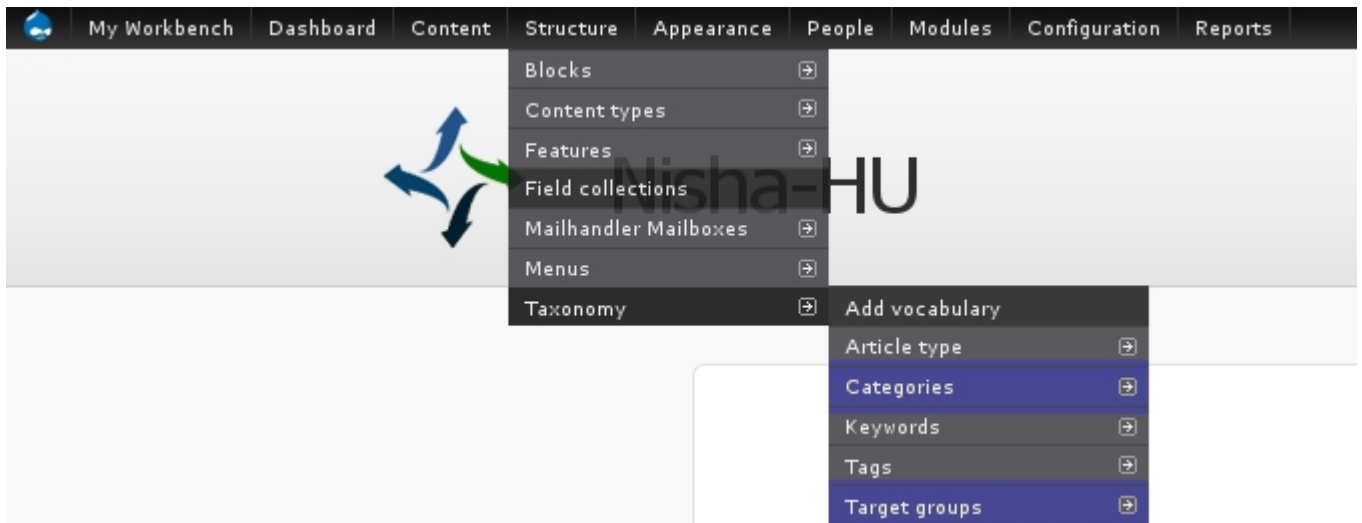 My Workbench Dashboard Content Structure Appearance People Modules Configuration Reports
Blocks
Content types
Features
Nisha-HU
Field collections
Mailhandler Mailboxes
Menus
Taxonomy
Add vocabulary
Article type
Categories
Keywords
Tags
Target groups